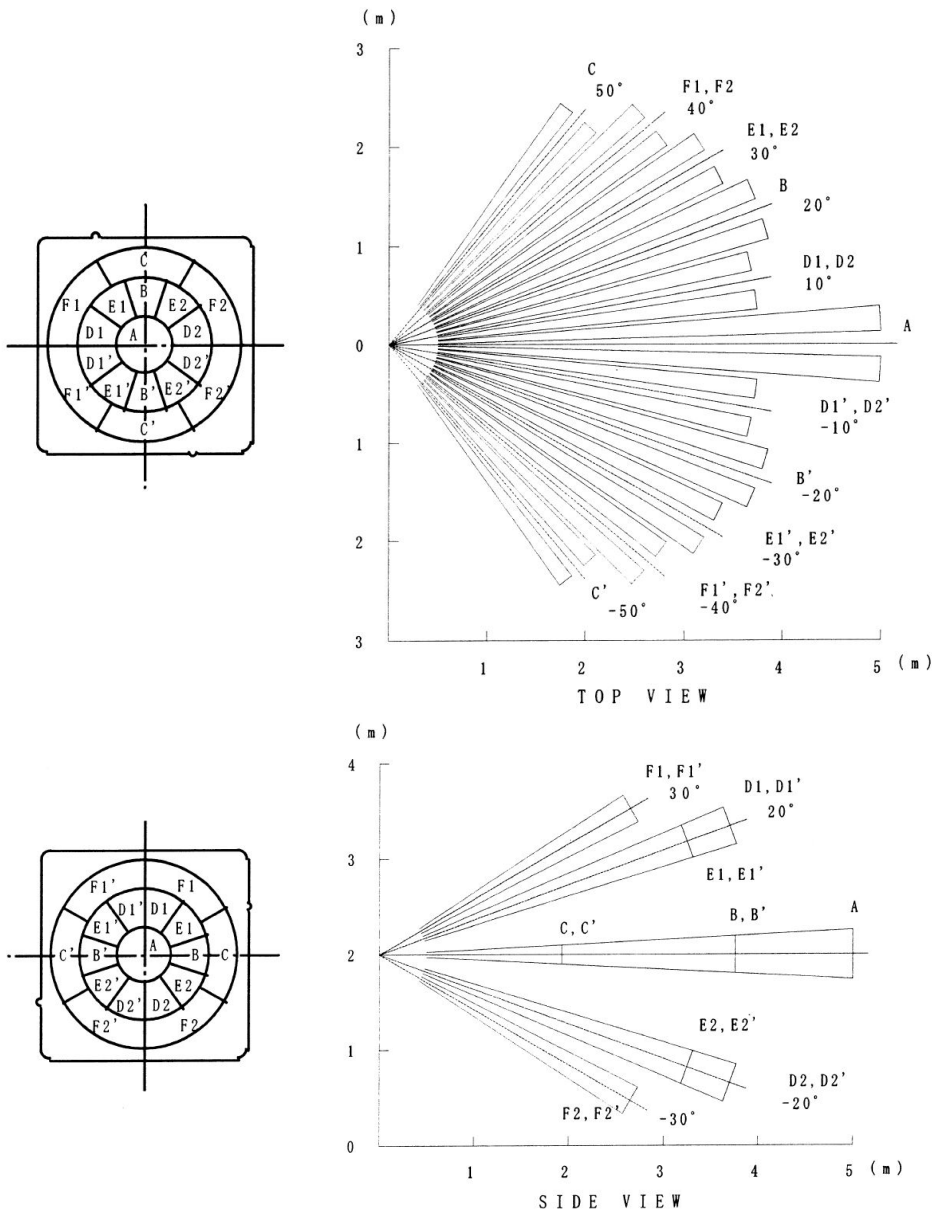 (m)
3
2
1
0
1
2
3
1 2 3 4 5 (m)
TOP VIEW
C
50°
F1, F2
40°
E1, E2
30°
B
20°
D1, D2
10°
A
D1', D2'
-10°
B'
-20°
E1', E2'
-30°
F1', F2'
-40°
C'
-50°
C
F1 E1 B E2 F2
D1 A D2
D1' D2'
F1' E1' B' E2' F2'
C'
(m)
4
3
2
1
0
1 2 3 4 5 (m)
SIDE VIEW
F1, F1'
30°
D1, D1'
20°
E1, E1'
C, C'
B, B'
A
E2, E2'
D2, D2'
-20°
F2, F2'
-30°
F1' F1
D1' D1
E1' E1
C' B' A B C
E2' E2
D2' D2
F2' F2